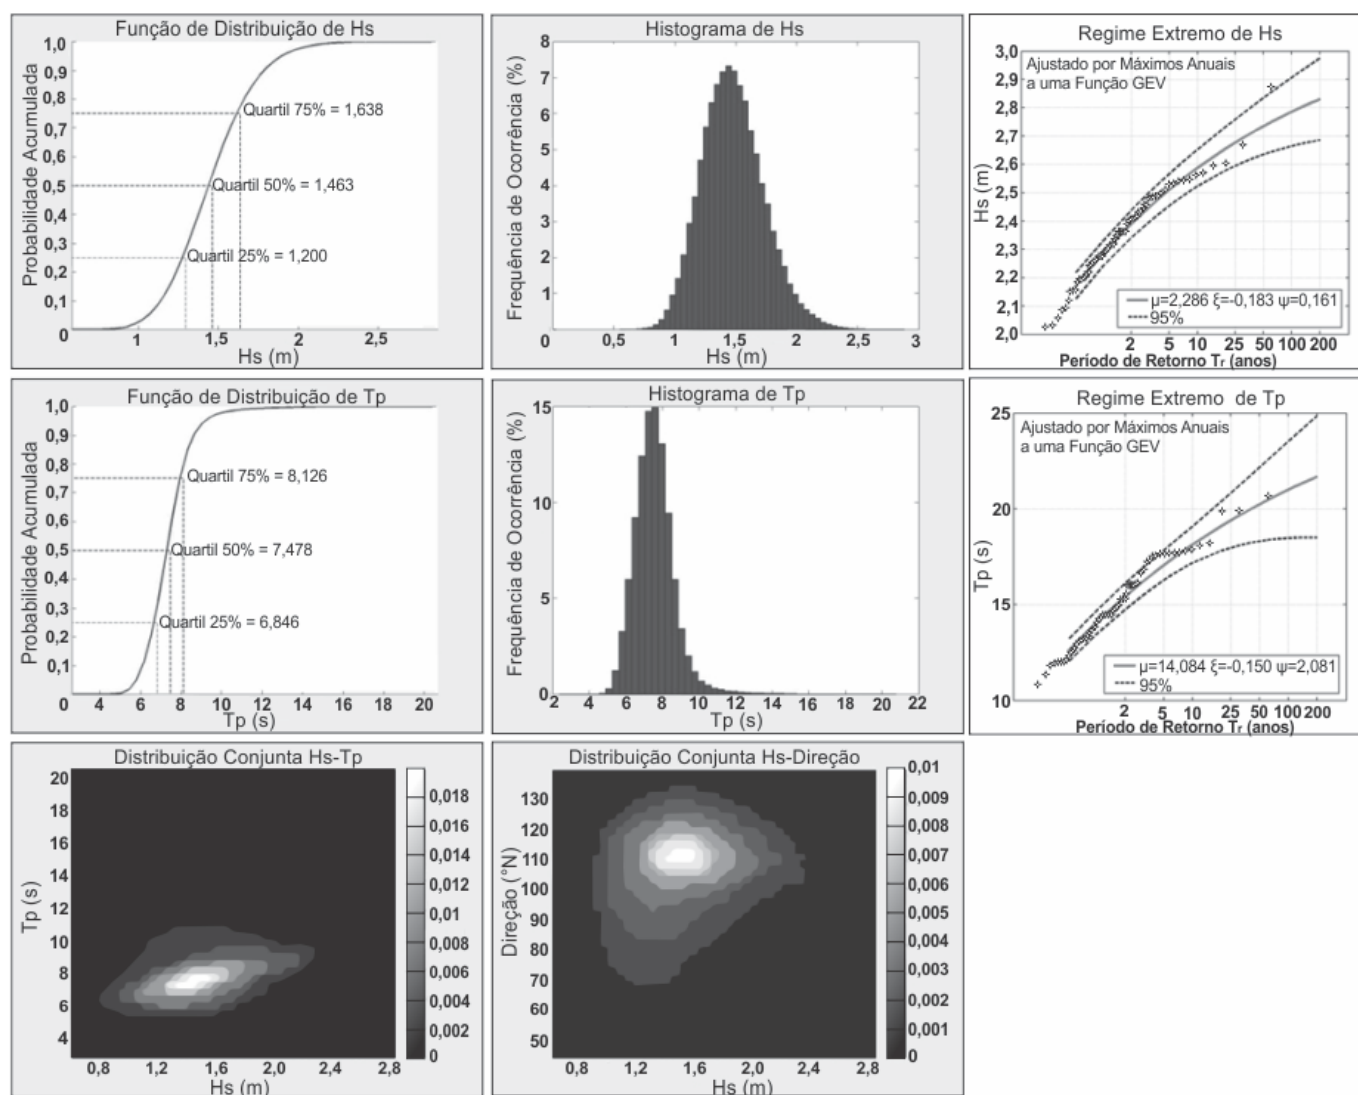 Função de Distribuição de Hs
1,0
0,9
0,8
0,7
0,6
0,5
0,4
0,3
0,2
0,1
0
Probabilidade Acumulada
Quartil 75% = 1,638
Quartil 50% = 1,463
Quartil 25% = 1,200
1
1,5
2
2,5
Hs (m)
Histograma de Hs
8
7
6
5
4
3
2
1
0
Frequência de Ocorrência (%)
0
0,5
1
1,5
2
2,5
3
Hs (m)
Regime Extremo de Hs
Ajustado por Máximos Anuais
a uma Função GEV
3,0
2,9
2,8
2,7
2,6
2,5
2,4
2,3
2,2
2,1
2,0
Hs (m)
μ=2,286 ξ=-0,183 ψ=0,161
95%
2 5 10 25 50 100 200
Período de Retorno Tr (anos)
Função de Distribuição de Tp
1,0
0,9
0,8
0,7
0,6
0,5
0,4
0,3
0,2
0,1
0
Probabilidade Acumulada
Quartil 75% = 8,126
Quartil 50% = 7,478
Quartil 25% = 6,846
4 6 8 10 12 14 16 18 20
Tp (s)
Histograma de Tp
15
10
5
0
Frequência de Ocorrência (%)
2 4 6 8 10 12 14 16 18 20 22
Tp (s)
Regime Extremo de Tp
Ajustado por Máximos Anuais
a uma Função GEV
25
20
15
10
Tp (s)
μ=14,084 ξ=-0,150 ψ=2,081
95%
2 5 10 25 50 100 200
Período de Retorno Tr (anos)
Distribuição Conjunta Hs-Tp
20
18
16
14
12
10
8
6
4
Tp (s)
0,8 1,2 1,6 2,0 2,4 2,8
Hs (m)
0,018
0,016
0,014
0,012
0,01
0,008
0,006
0,004
0,002
0
Distribuição Conjunta Hs-Direção
130
120
110
100
90
80
70
60
50
Direção (°N)
0,8 1,2 1,6 2,0 2,4 2,8
Hs (m)
0,01
0,009
0,008
0,007
0,006
0,005
0,004
0,003
0,002
0,001
0